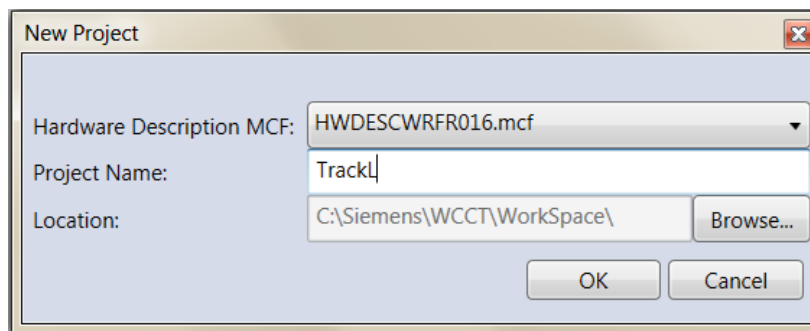 New Project
Hardware Description MCF: HWDESCWRFR016.mcf
Project Name: TrackL
Location: C:\Siemens\WCCT\WorkSpace\ Browse...
OK Cancel